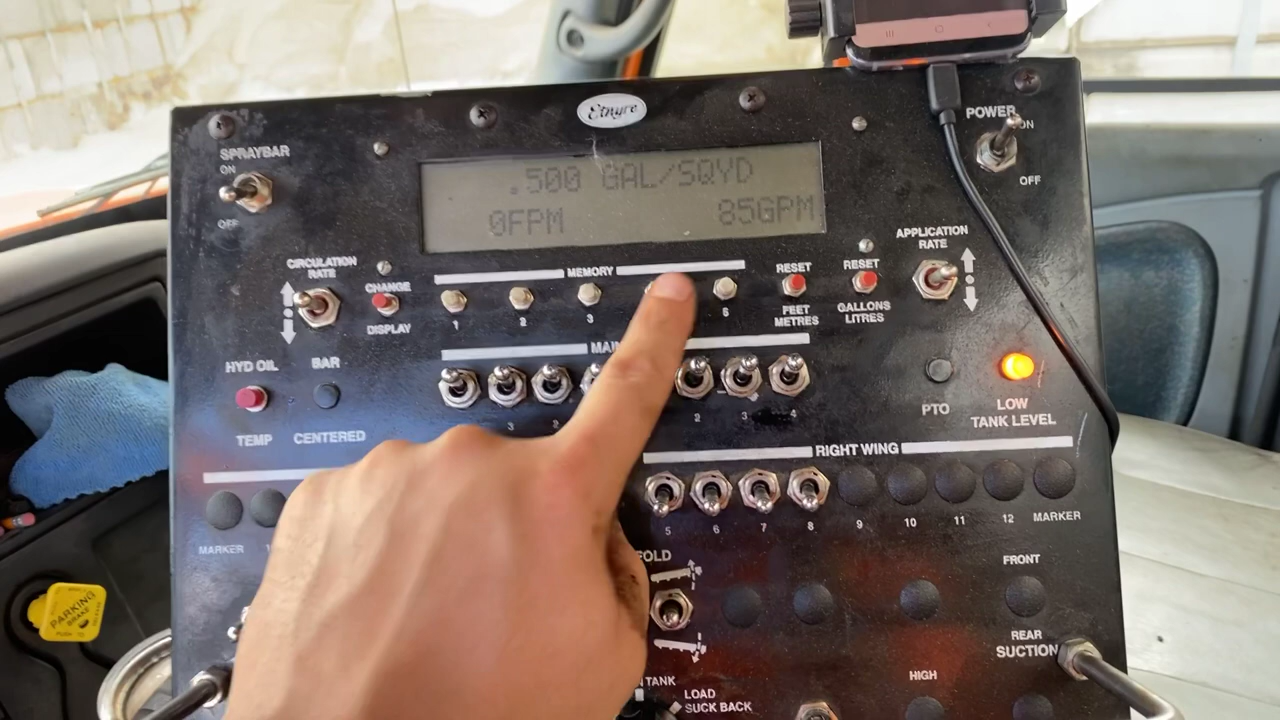 Etnyre
POWER
ON
OFF
SPRAYBAR
ON
OFF
.500 GAL/SQYD
0FPM 85GPM
APPLICATION
RATE
CIRCULATION
RATE
CHANGE
DISPLAY
MEMORY
1 2 3 5
RESET
FEET
METRES
RESET
GALLONS
LITRES
HYD OIL
TEMP
BAR
CENTERED
MAIN
3 2 2 3 4
PTO
LOW
TANK LEVEL
RIGHT WING
5 6 7 8 9 10 11 12 MARKER
MARKER
FOLD
FRONT
REAR
SUCTION
HIGH
TANK
LOAD
SUCK BACK
PARKING
BRAKE